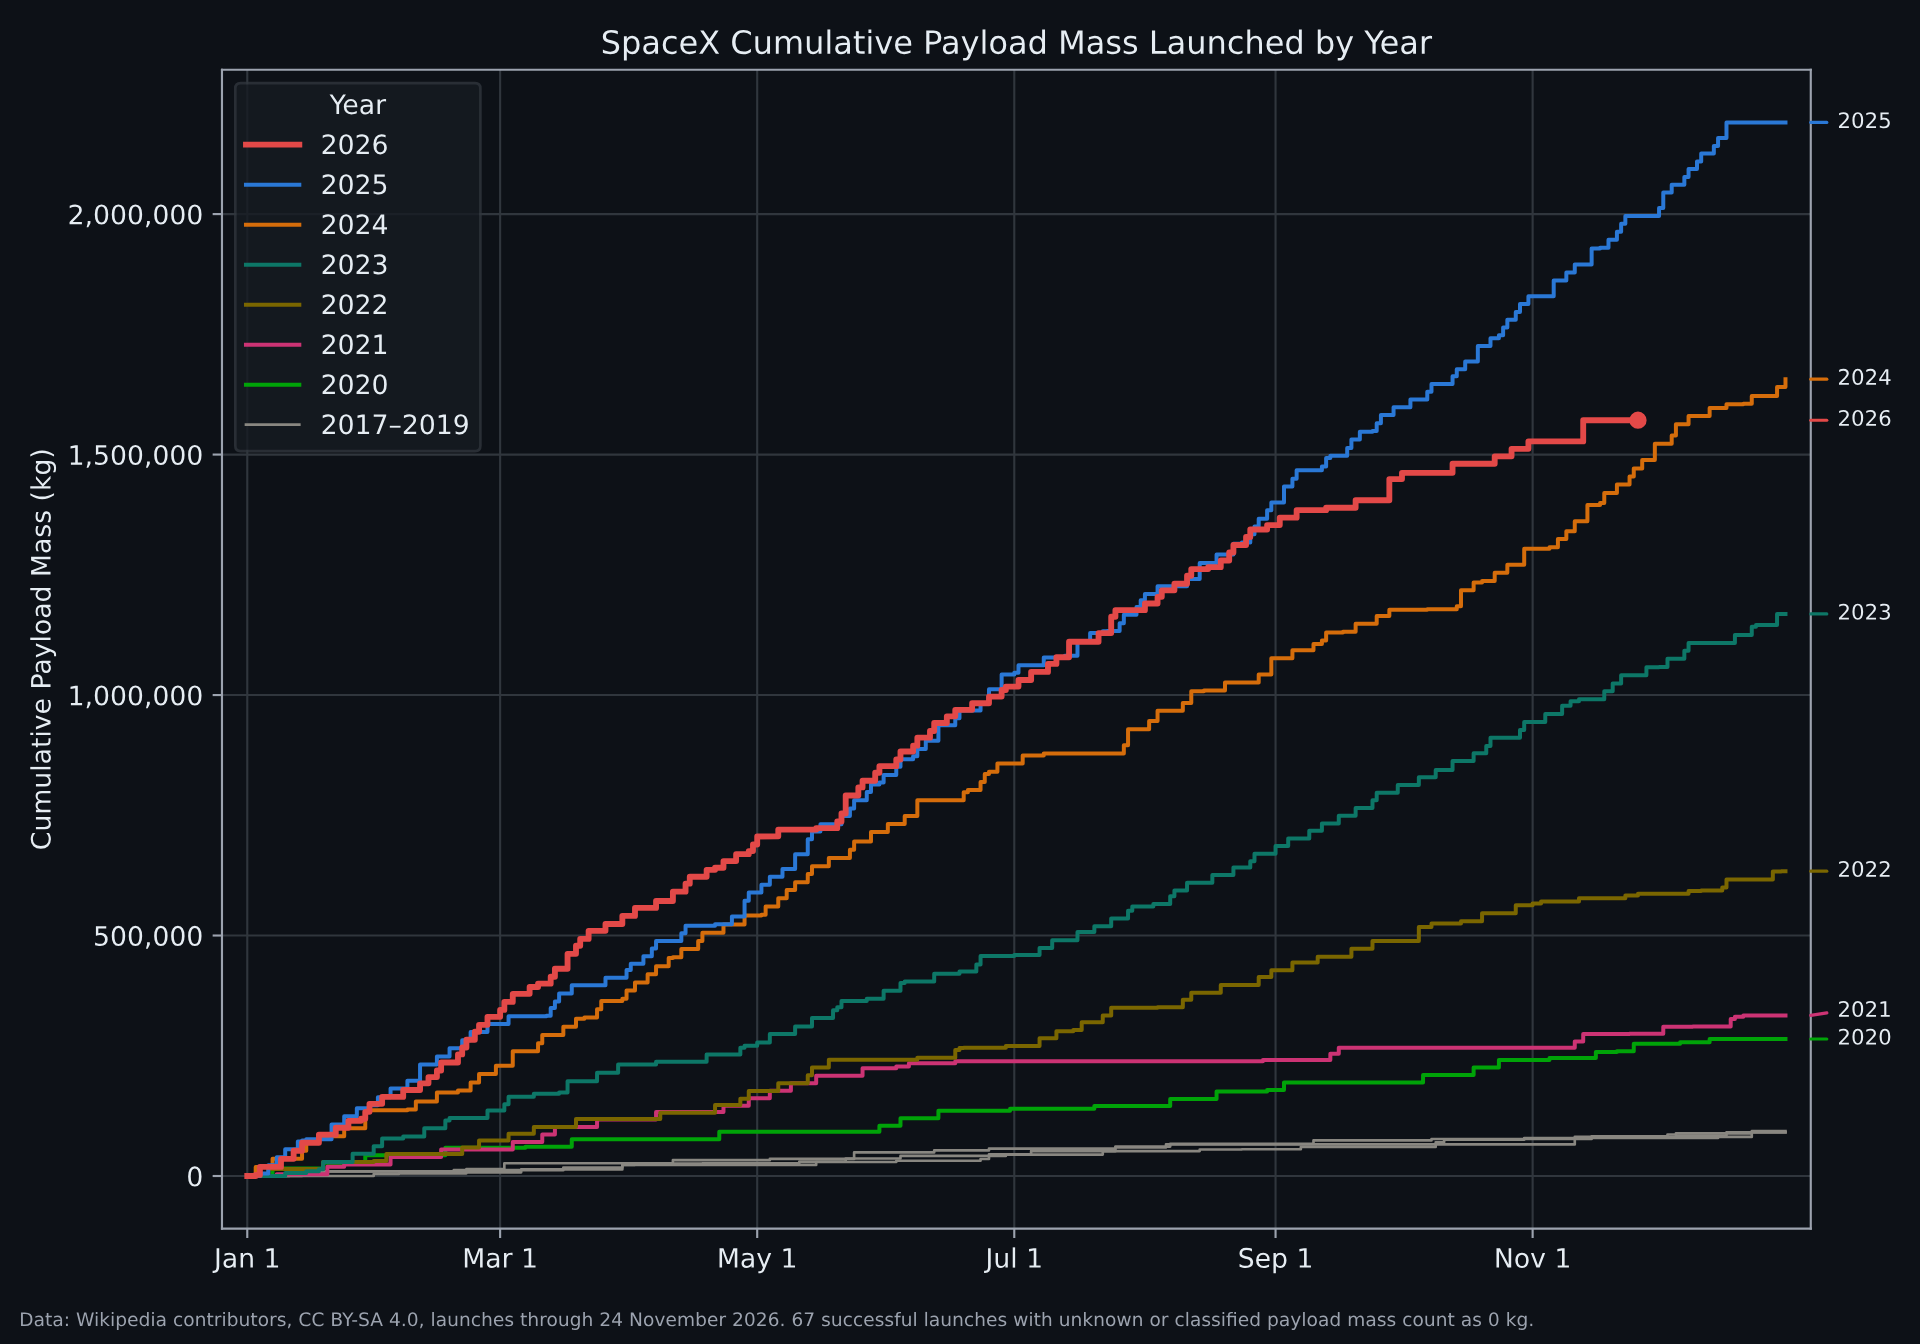 SpaceX Cumulative Payload Mass Launched by Year
Year
2026
2025
2024
2023
2022
2021
2020
2017–2019
Cumulative Payload Mass (kg)
2,000,000
1,500,000
1,000,000
500,000
0
Jan 1
Mar 1
May 1
Jul 1
Sep 1
Nov 1
2025
2024
2026
2023
2022
2021
2020
Data: Wikipedia contributors, CC BY-SA 4.0, launches through 24 November 2026. 67 successful launches with unknown or classified payload mass count as 0 kg.